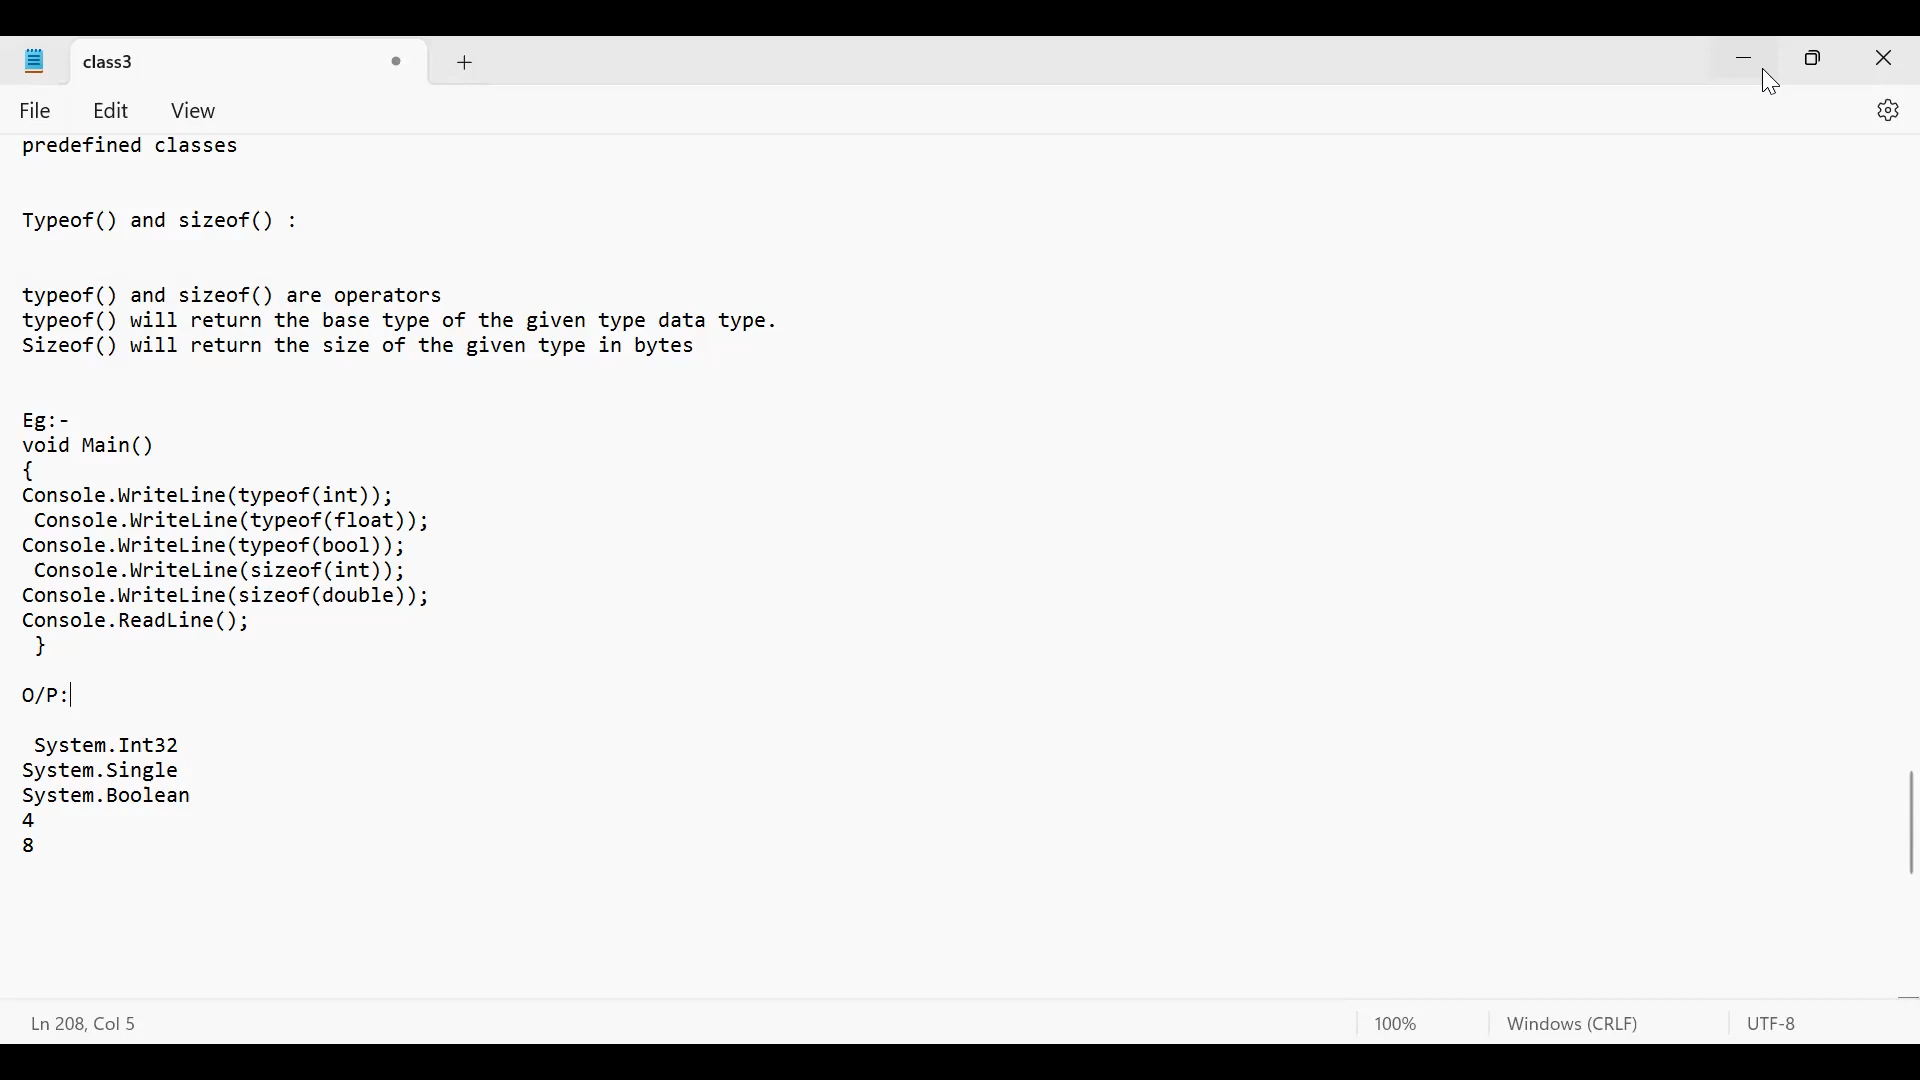 class3
File Edit View
predefined classes
Typeof() and sizeof() :
typeof() and sizeof() are operators
typeof() will return the base type of the given type data type.
Sizeof() will return the size of the given type in bytes
Eg:-
void Main()
{
Console.WriteLine(typeof(int));
Console.WriteLine(typeof(float));
Console.WriteLine(typeof(bool));
Console.WriteLine(sizeof(int));
Console.WriteLine(sizeof(double));
Console.ReadLine();
}
O/P:
System.Int32
System.Single
System.Boolean
4
8
Ln 208, Col 5 100% Windows (CRLF) UTF-8